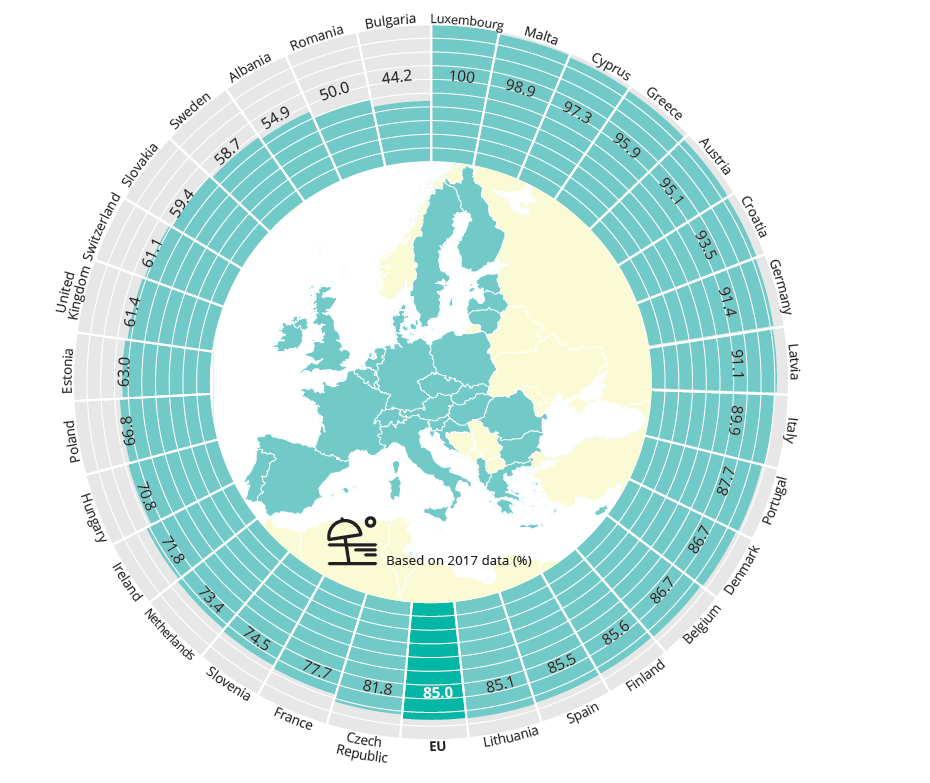 Luxembourg
100
Malta
98.9
Cyprus
97.3
Greece
95.9
Austria
95.1
Croatia
93.5
Germany
91.4
Latvia
91.1
Italy
89.9
Portugal
87.7
Denmark
86.7
Belgium
86.7
Finland
85.6
Spain
85.5
Lithuania
85.1
EU
85.0
Czech
Republic
81.8
France
77.7
Slovenia
74.5
Netherlands
73.4
Ireland
71.8
Hungary
70.8
Poland
66.8
Estonia
63.0
United
Kingdom
61.4
Switzerland
61.1
Slovakia
59.4
Sweden
58.7
Albania
54.9
Romania
50.0
Bulgaria
44.2
Based on 2017 data (%)